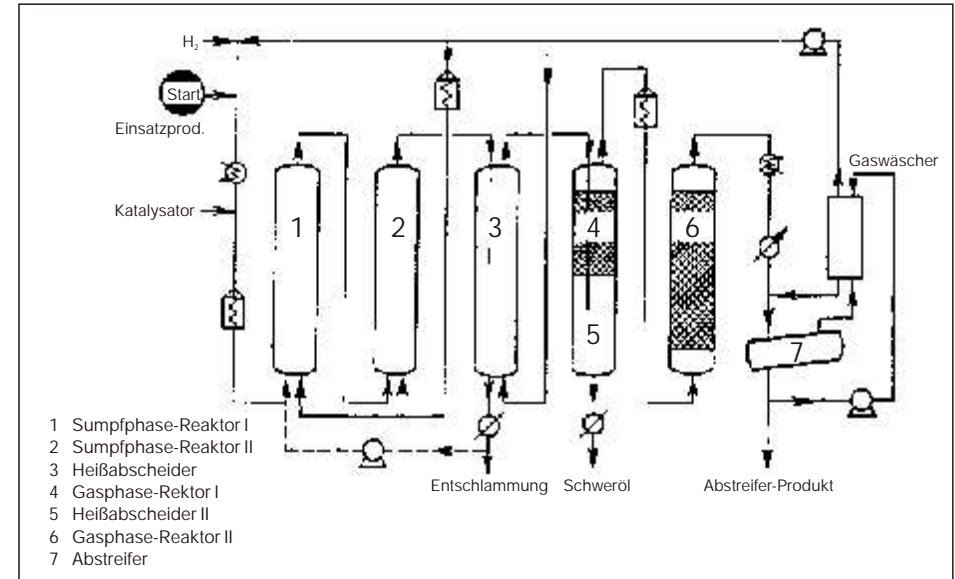 H₂
Start
Einsatzprod.
Katalysator
Gaswäscher
1
2
3
4
5
6
7
Entschlammung
Schweröl
Abstreifer-Produkt
1 Sumpfphase-Reaktor I
2 Sumpfphase-Reaktor II
3 Heißabscheider
4 Gasphase-Rektor I
5 Heißabscheider II
6 Gasphase-Reaktor II
7 Abstreifer